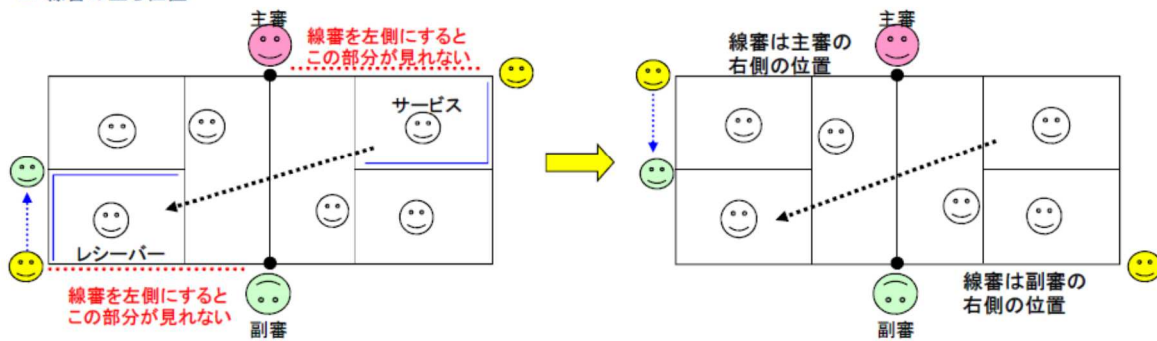 主審
線審を左側にすると
この部分が見れない
サービス
レシーバー
線審を左側にすると
この部分が見れない
副審
主審
線審は主審の
右側の位置
線審は副審の
右側の位置
副審